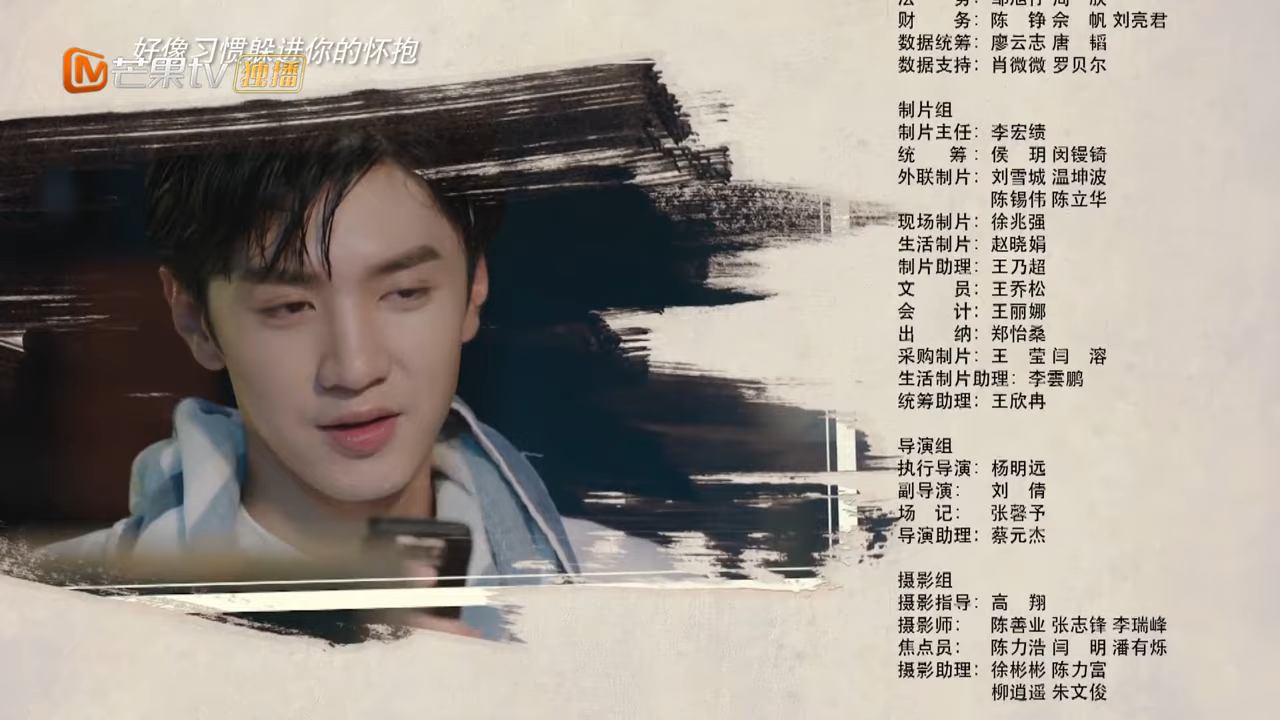 好像习惯躲进你的怀抱
芒果TV 独播
财　务：陈　铮 佘　帆 刘亮君
数据统筹：廖云志 唐　韬
数据支持：肖微微 罗贝尔
制片组
制片主任：李宏绩
统　筹：侯　玥 闵镘锜
外联制片：刘雪城 温坤波
陈锡伟 陈立华
现场制片：徐兆强
生活制片：赵晓娟
制片助理：王乃超
文　员：王乔松
会　计：王丽娜
出　纳：郑怡桑
采购制片：王　莹 闫　溶
生活制片助理：李雲鹏
统筹助理：王欣冉
导演组
执行导演：杨明远
副导演：刘　倩
场　记：张馨予
导演助理：蔡元杰
摄影组
摄影指导：高　翔
摄影师：陈善业 张志锋 李瑞峰
焦点员：陈力浩 闫　明 潘有烁
摄影助理：徐彬彬 陈力富
柳逍遥 朱文俊